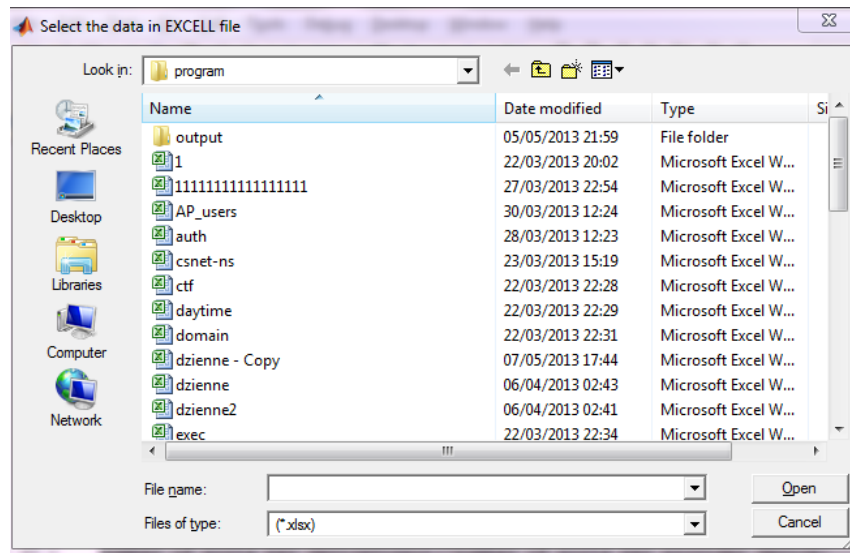 Select the data in EXCELL file
Look in: program
Name Date modified Type Si
output 05/05/2013 21:59 File folder
1 22/03/2013 20:02 Microsoft Excel W...
11111111111111111 27/03/2013 22:54 Microsoft Excel W...
AP_users 30/03/2013 12:24 Microsoft Excel W...
auth 28/03/2013 12:23 Microsoft Excel W...
csnet-ns 23/03/2013 15:19 Microsoft Excel W...
ctf 22/03/2013 22:28 Microsoft Excel W...
daytime 22/03/2013 22:29 Microsoft Excel W...
domain 22/03/2013 22:31 Microsoft Excel W...
dzienne - Copy 07/05/2013 17:44 Microsoft Excel W...
dzienne 06/04/2013 02:43 Microsoft Excel W...
dzienne2 06/04/2013 02:41 Microsoft Excel W...
exec 22/03/2013 22:34 Microsoft Excel W...
Recent Places
Desktop
Libraries
Computer
Network
File name: Open
Files of type: (*.xlsx) Cancel